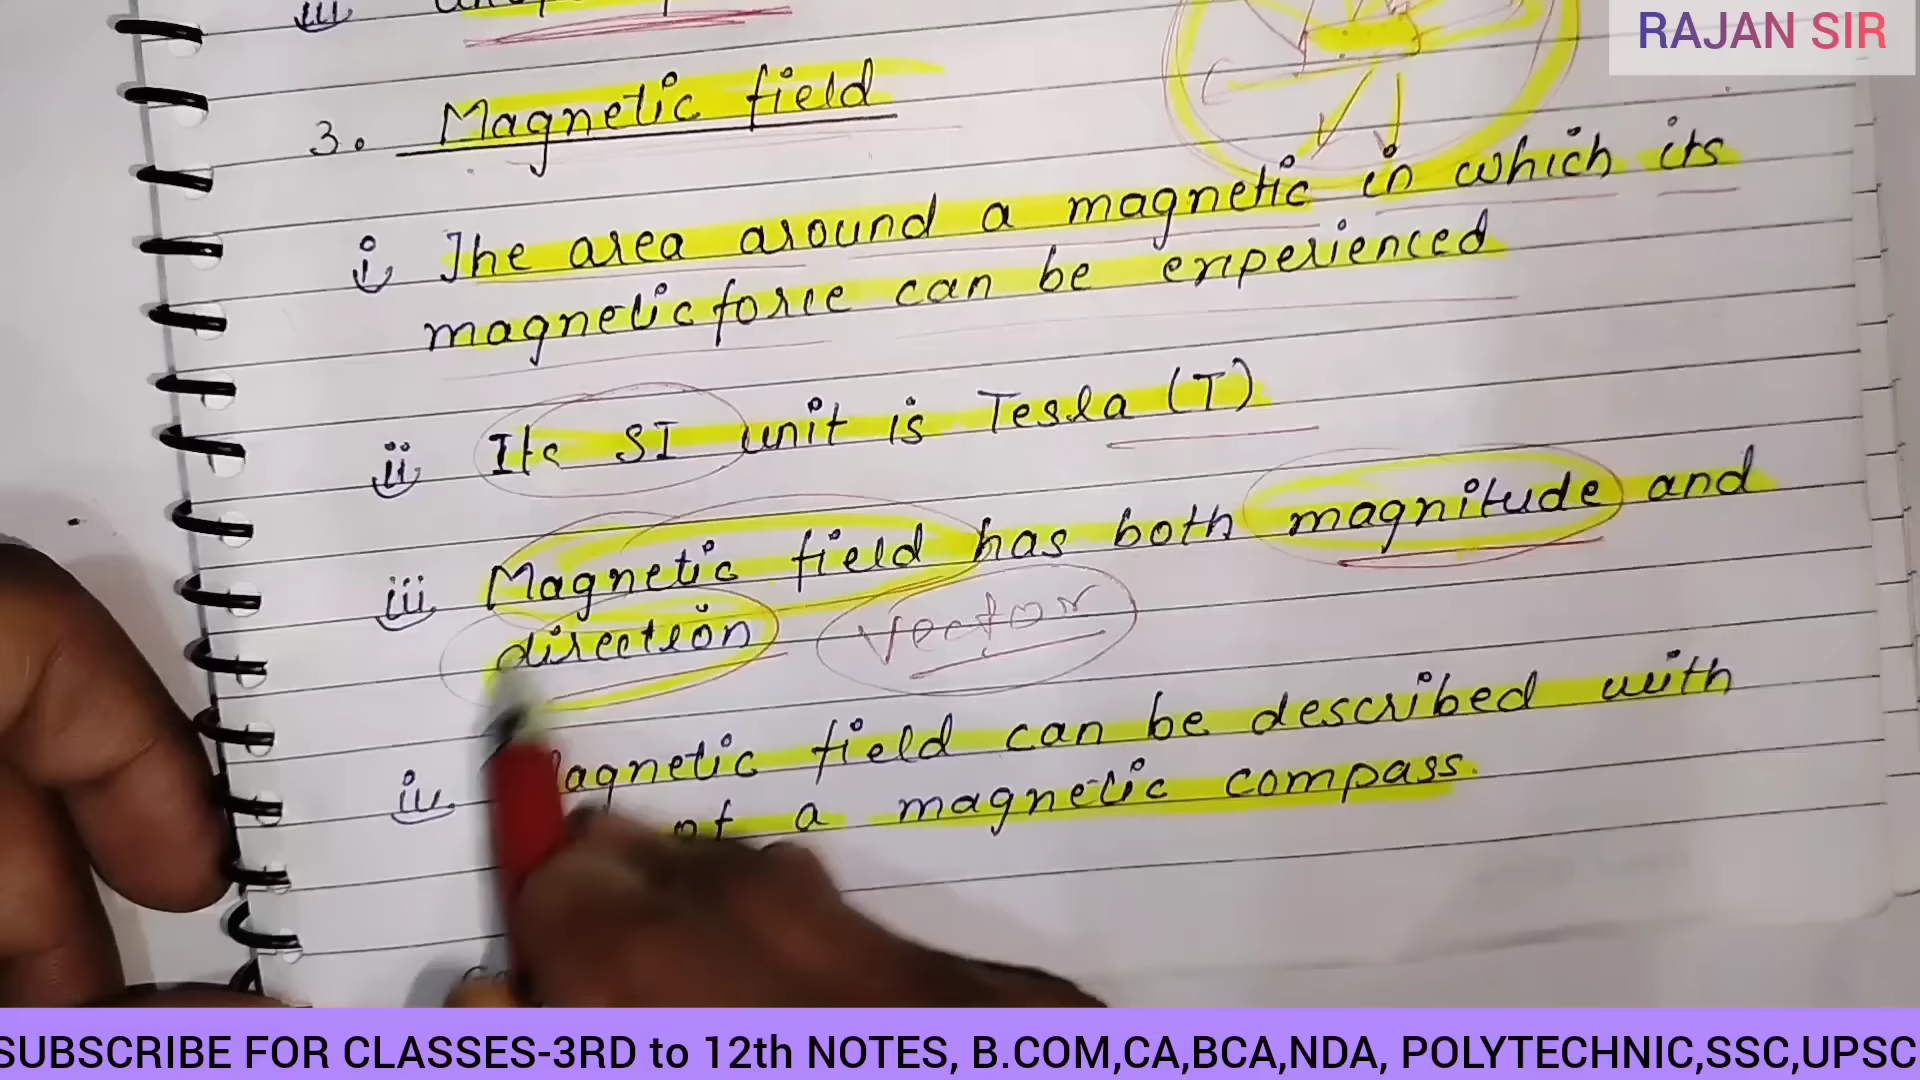 RAJAN SIR
3. Magnetic field
i, The area around a magnetic in which its
magnetic force can be experienced
ii, Its SI unit is Tesla (T)
iii, Magnetic field has both magnitude and
direction vector
iv. Magnetic field can be described with
of a magnetic compass.
SUBSCRIBE FOR CLASSES-3RD to 12th NOTES, B.COM,CA,BCA,NDA, POLYTECHNIC,SSC,UPSC